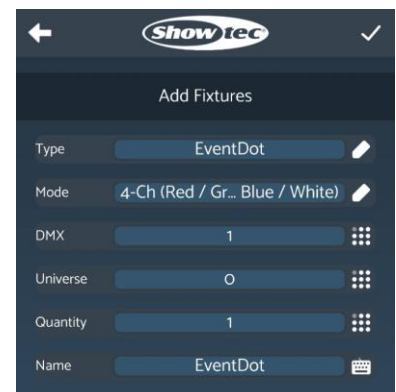 Showtec
Add Fixtures
Type EventDot
Mode 4-Ch (Red / Gr... Blue / White)
DMX 1
Universe 0
Quantity 1
Name EventDot